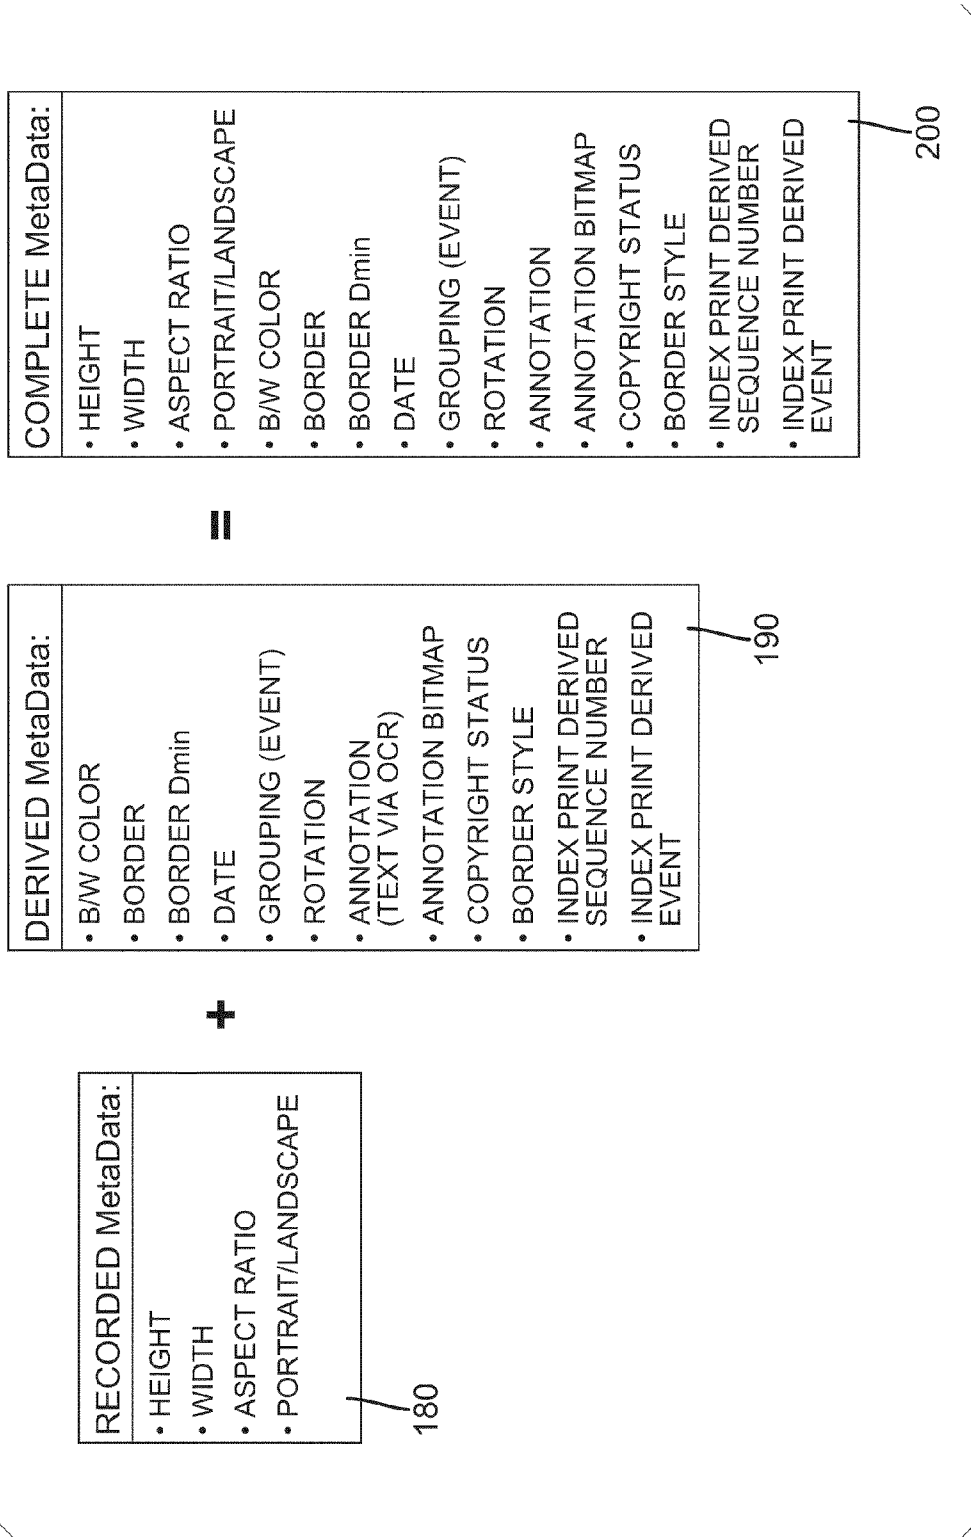 RECORDED MetaData:
• HEIGHT
• WIDTH
• ASPECT RATIO
• PORTRAIT/LANDSCAPE
180
+
DERIVED MetaData:
• B/W COLOR
• BORDER
• BORDER Dmin
• DATE
• GROUPING (EVENT)
• ROTATION
• ANNOTATION
(TEXT VIA OCR)
• ANNOTATION BITMAP
• COPYRIGHT STATUS
• BORDER STYLE
• INDEX PRINT DERIVED
SEQUENCE NUMBER
• INDEX PRINT DERIVED
EVENT
190
=
COMPLETE MetaData:
• HEIGHT
• WIDTH
• ASPECT RATIO
• PORTRAIT/LANDSCAPE
• B/W COLOR
• BORDER
• BORDER Dmin
• DATE
• GROUPING (EVENT)
• ROTATION
• ANNOTATION
• ANNOTATION BITMAP
• COPYRIGHT STATUS
• BORDER STYLE
• INDEX PRINT DERIVED
SEQUENCE NUMBER
• INDEX PRINT DERIVED
EVENT
200